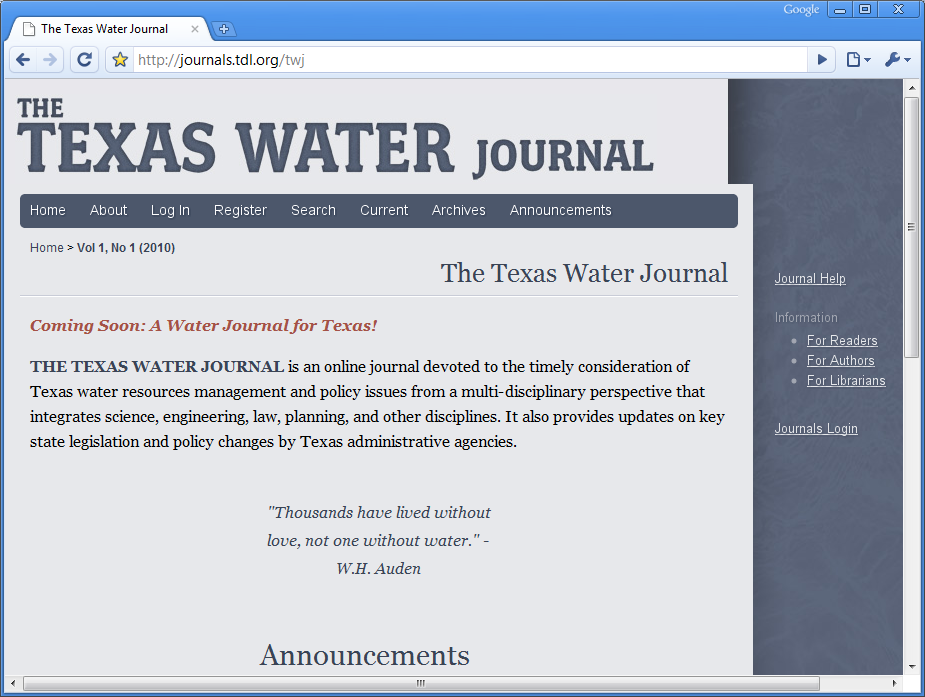 Google
The Texas Water Journal
http://journals.tdl.org/twj
THE
TEXAS WATER JOURNAL
Home About Log In Register Search Current Archives Announcements
Home > Vol 1, No 1 (2010)
The Texas Water Journal
Coming Soon: A Water Journal for Texas!
THE TEXAS WATER JOURNAL is an online journal devoted to the timely consideration of
Texas water resources management and policy issues from a multi-disciplinary perspective that
integrates science, engineering, law, planning, and other disciplines. It also provides updates on key
state legislation and policy changes by Texas administrative agencies.
"Thousands have lived without
love, not one without water." -
W.H. Auden
Announcements
Journal Help
Information
For Readers
For Authors
For Librarians
Journals Login